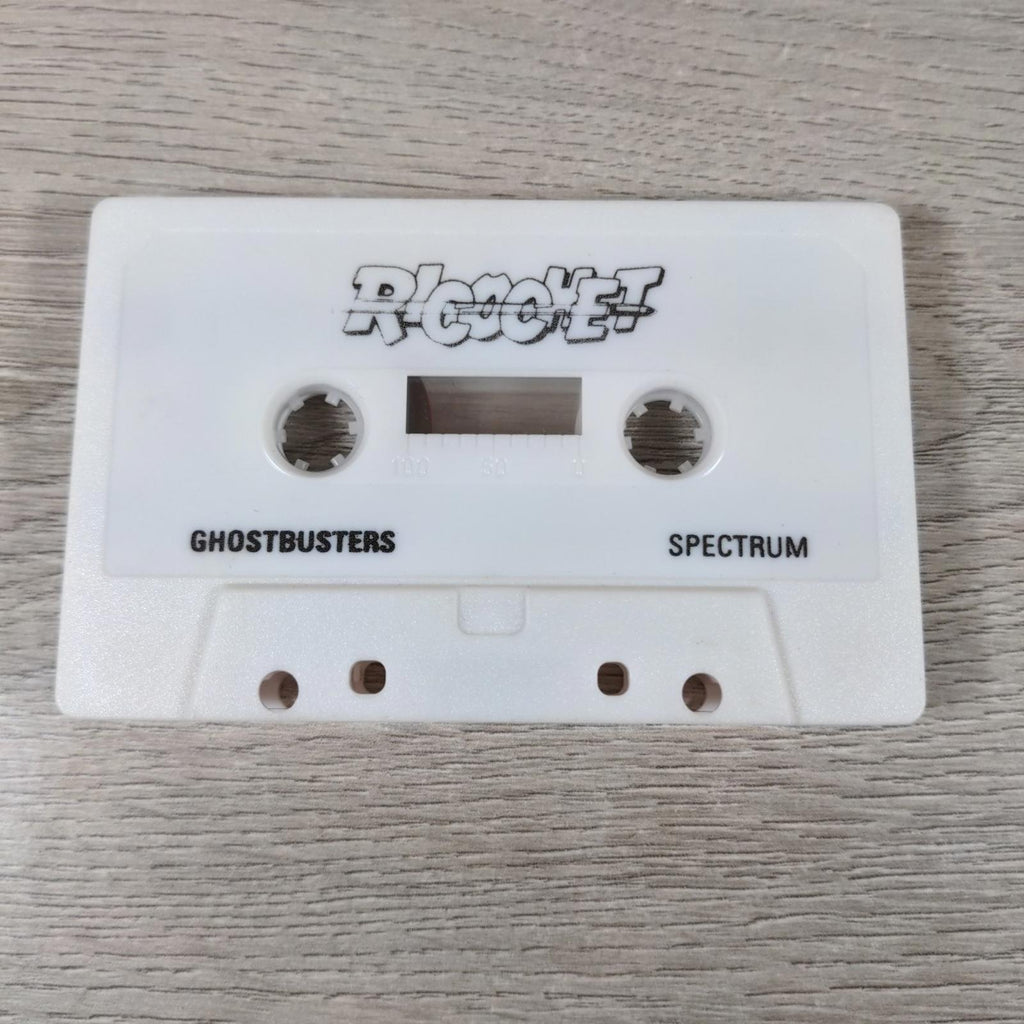 RICOCHET
100 50 0
GHOSTBUSTERS SPECTRUM